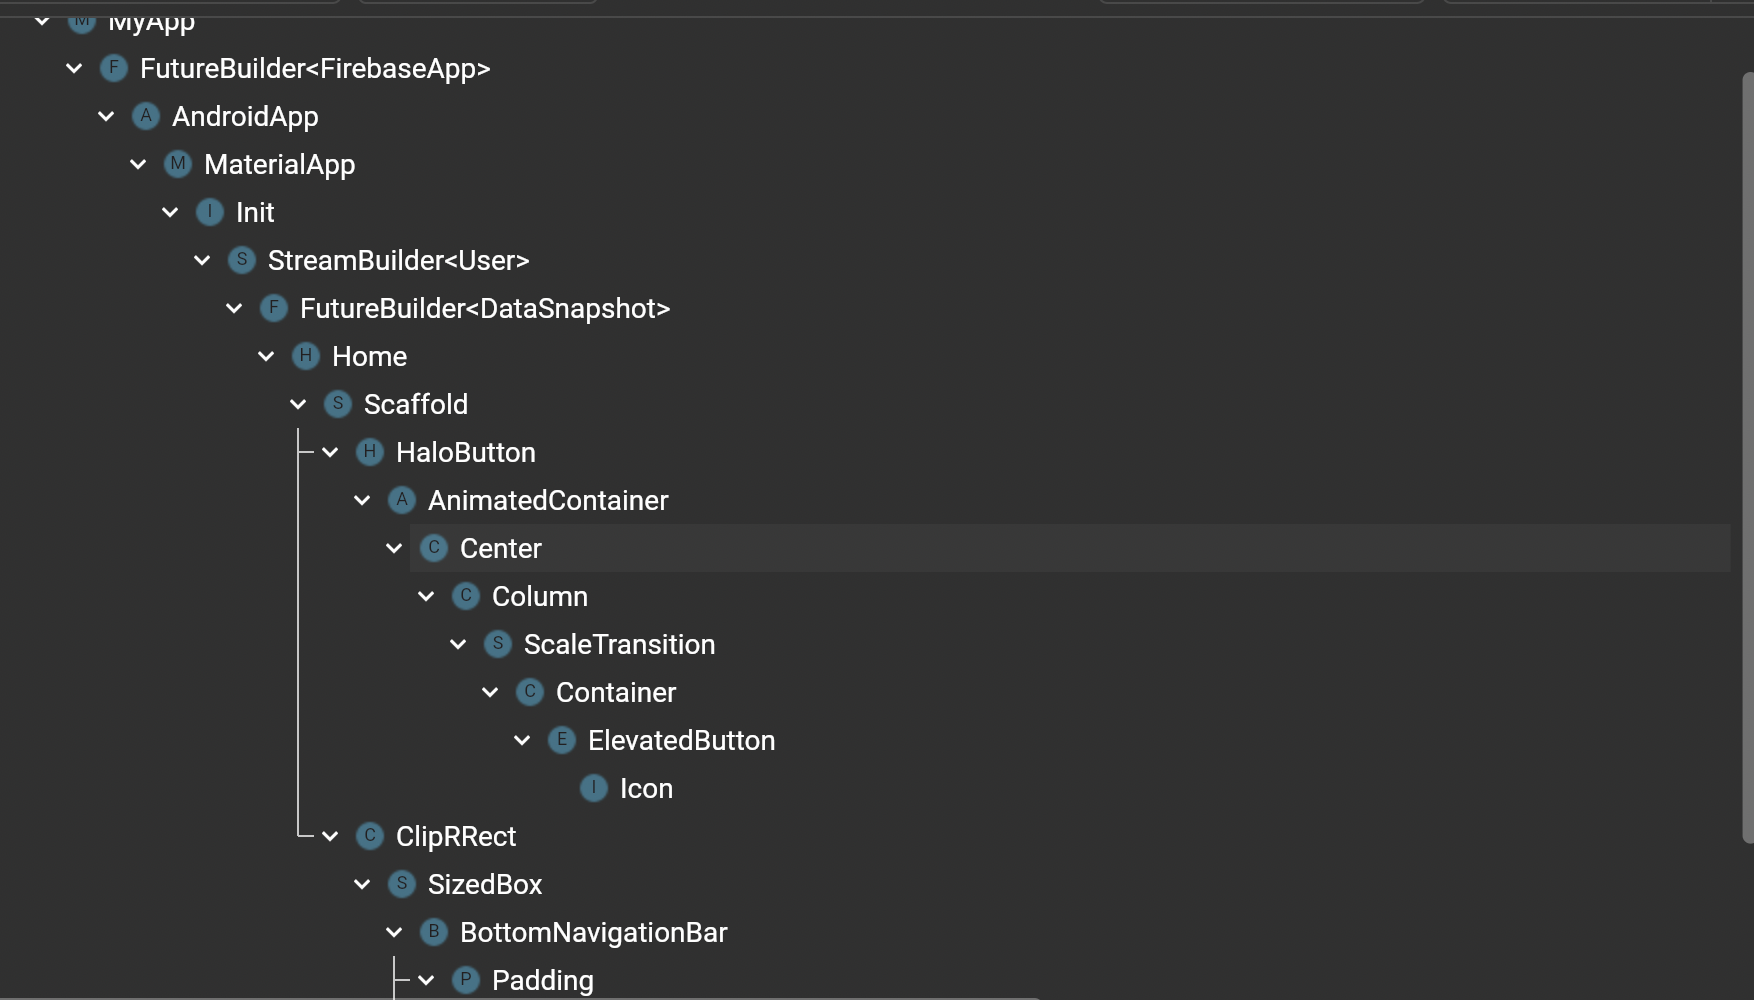 M MyApp
F FutureBuilder<FirebaseApp>
A AndroidApp
M MaterialApp
I Init
S StreamBuilder<User>
F FutureBuilder<DataSnapshot>
H Home
S Scaffold
H HaloButton
A AnimatedContainer
C Center
C Column
S ScaleTransition
C Container
E ElevatedButton
I Icon
C ClipRRect
S SizedBox
B BottomNavigationBar
P Padding